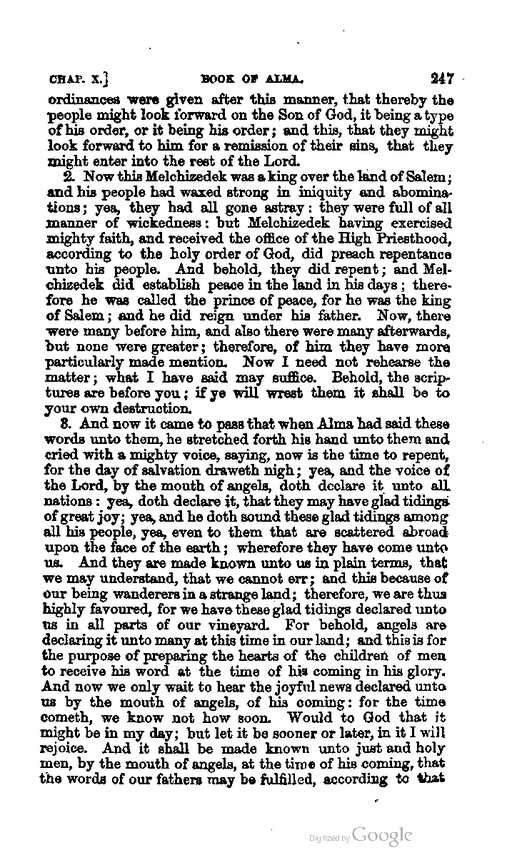 CHAP. X.] BOOK OF ALMA. 247
ordinances were given after this manner, that thereby the
people might look forward on the Son of God, it being a type
of his order, or it being his order; and this, that they might
look forward to him for a remission of their sins, that they
might enter into the rest of the Lord.
2. Now this Melchizedek was a king over the land of Salem;
and his people had waxed strong in iniquity and abomina-
tions; yea, they had all gone astray: they were full of all
manner of wickedness: but Melchizedek having exercised
mighty faith, and received the office of the High Priesthood,
according to the holy order of God, did preach repentance
unto his people. And behold, they did repent; and Mel-
chizedek did establish peace in the land in his days; there-
fore he was called the prince of peace, for he was the king
of Salem; and he did reign under his father. Now, there
were many before him, and also there were many afterwards,
but none were greater; therefore, of him they have more
particularly made mention. Now I need not rehearse the
matter; what I have said may suffice. Behold, the scrip-
tures are before you; if ye will wrest them it shall be to
your own destruction.
3. And now it came to pass that when Alma had said these
words unto them, he stretched forth his hand unto them and
cried with a mighty voice, saying, now is the time to repent,
for the day of salvation draweth nigh; yea, and the voice of
the Lord, by the mouth of angels, doth declare it unto all
nations: yea, doth declare it, that they may have glad tidings
of great joy; yea, and he doth sound these glad tidings among
all his people, yea, even to them that are scattered abroad
upon the face of the earth; wherefore they have come unto
us. And they are made known unto us in plain terms, that
we may understand, that we cannot err; and this because of
our being wanderers in a strange land; therefore, we are thus
highly favoured, for we have these glad tidings declared unto
us in all parts of our vineyard. For behold, angels are
declaring it unto many at this time in our land; and this is for
the purpose of preparing the hearts of the children of men
to receive his word at the time of his coming in his glory.
And now we only wait to hear the joyful news declared unto
us by the mouth of angels, of his coming: for the time
cometh, we know not how soon. Would to God that it
might be in my day; but let it be sooner or later, in it I will
rejoice. And it shall be made known unto just and holy
men, by the mouth of angels, at the time of his coming, that
the words of our fathers may be fulfilled, according to that
Digitized by Google